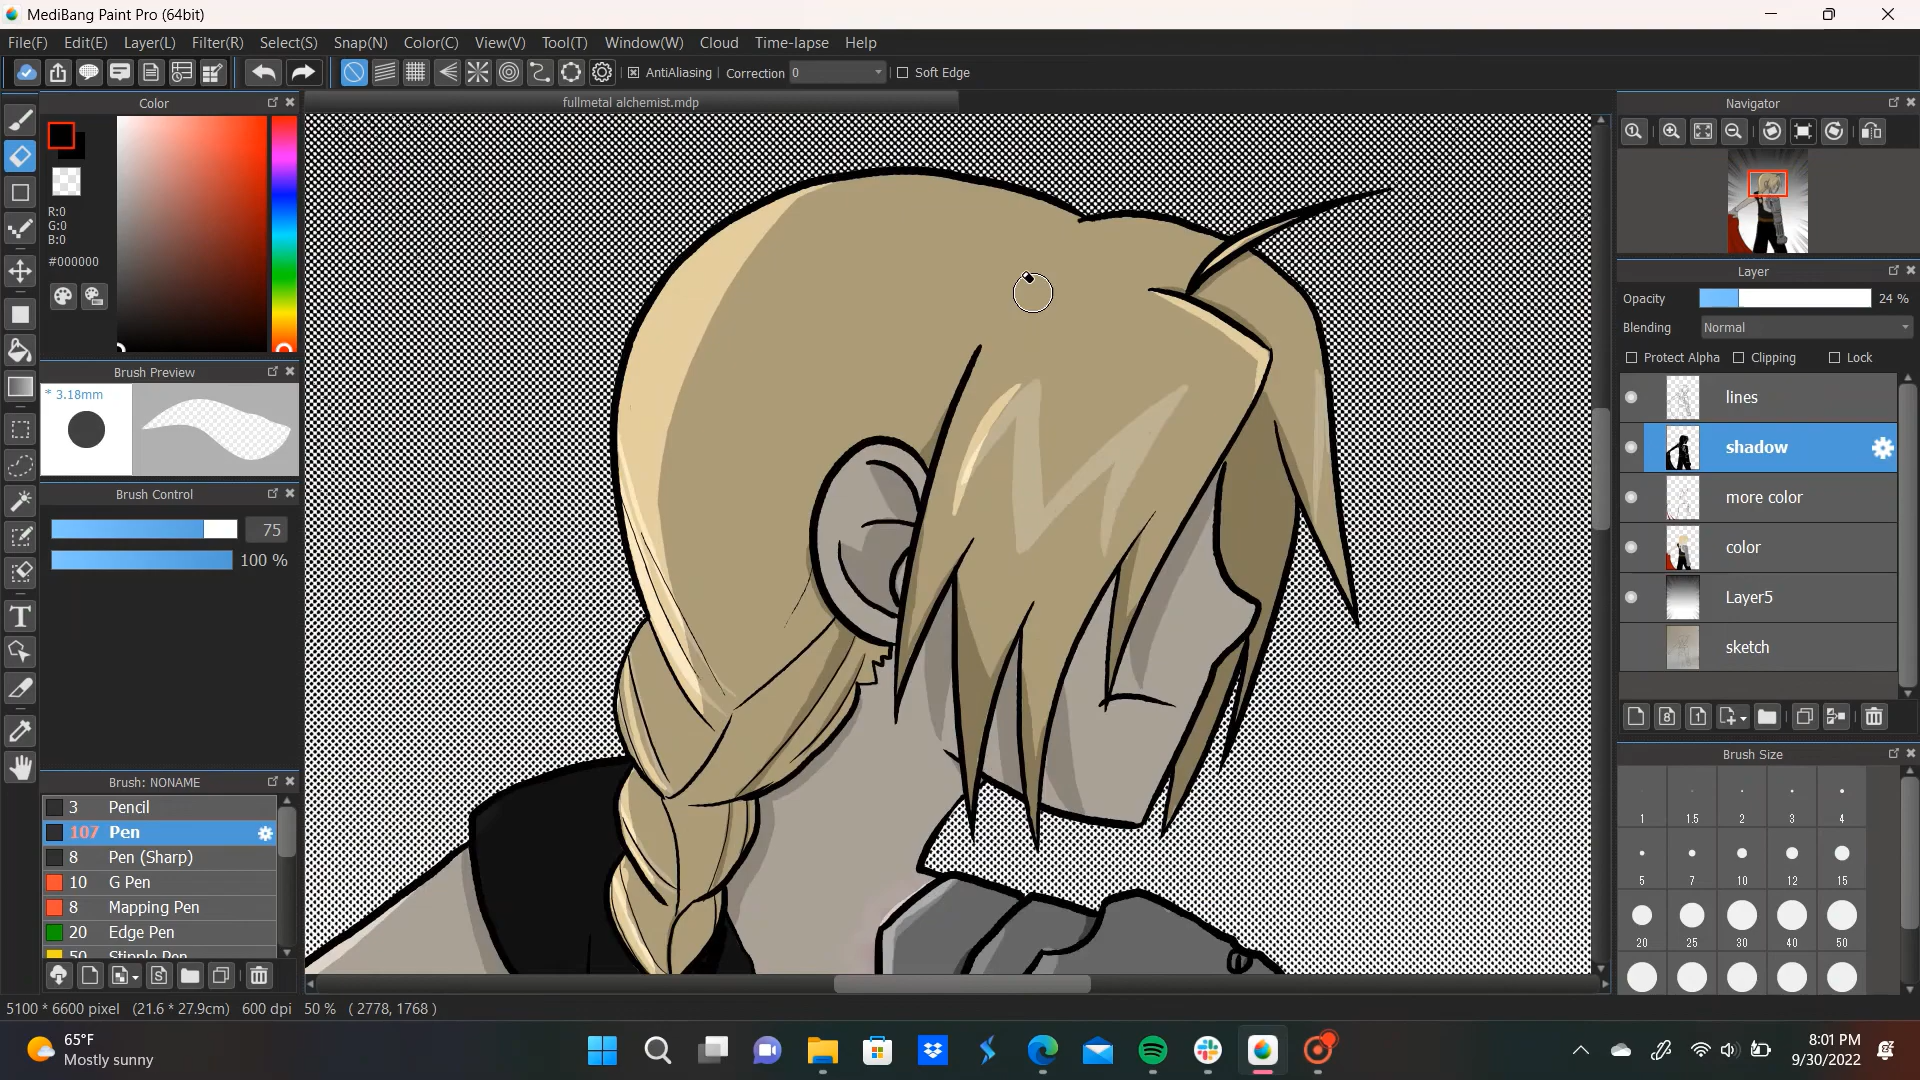 MediBang Paint Pro (64bit)
File(F) Edit(E) Layer(L) Filter(R) Select(S) Snap(N) Color(C) View(V) Tool(T) Window(W) Cloud Time-lapse Help
AntiAliasing Correction 0 Soft Edge
Color
fullmetal alchemist.mdp
Navigator
R:0
G:0
B:0
#000000
Layer
Opacity 24 %
Blending Normal
Protect Alpha Clipping Lock
Brush Preview
* 3.18mm
lines
shadow
more color
color
Layer5
sketch
Brush Control
75
100 %
Brush: NONAME
3 Pencil
107 Pen
8 Pen (Sharp)
10 G Pen
8 Mapping Pen
20 Edge Pen
50 Stipple Pen
Brush Size
1 1.5 2 3 4
5 7 10 12 15
20 25 30 40 50
5100 * 6600 pixel (21.6 * 27.9cm) 600 dpi 50 % ( 2778, 1768 )
65°F
Mostly sunny
8:01 PM
9/30/2022